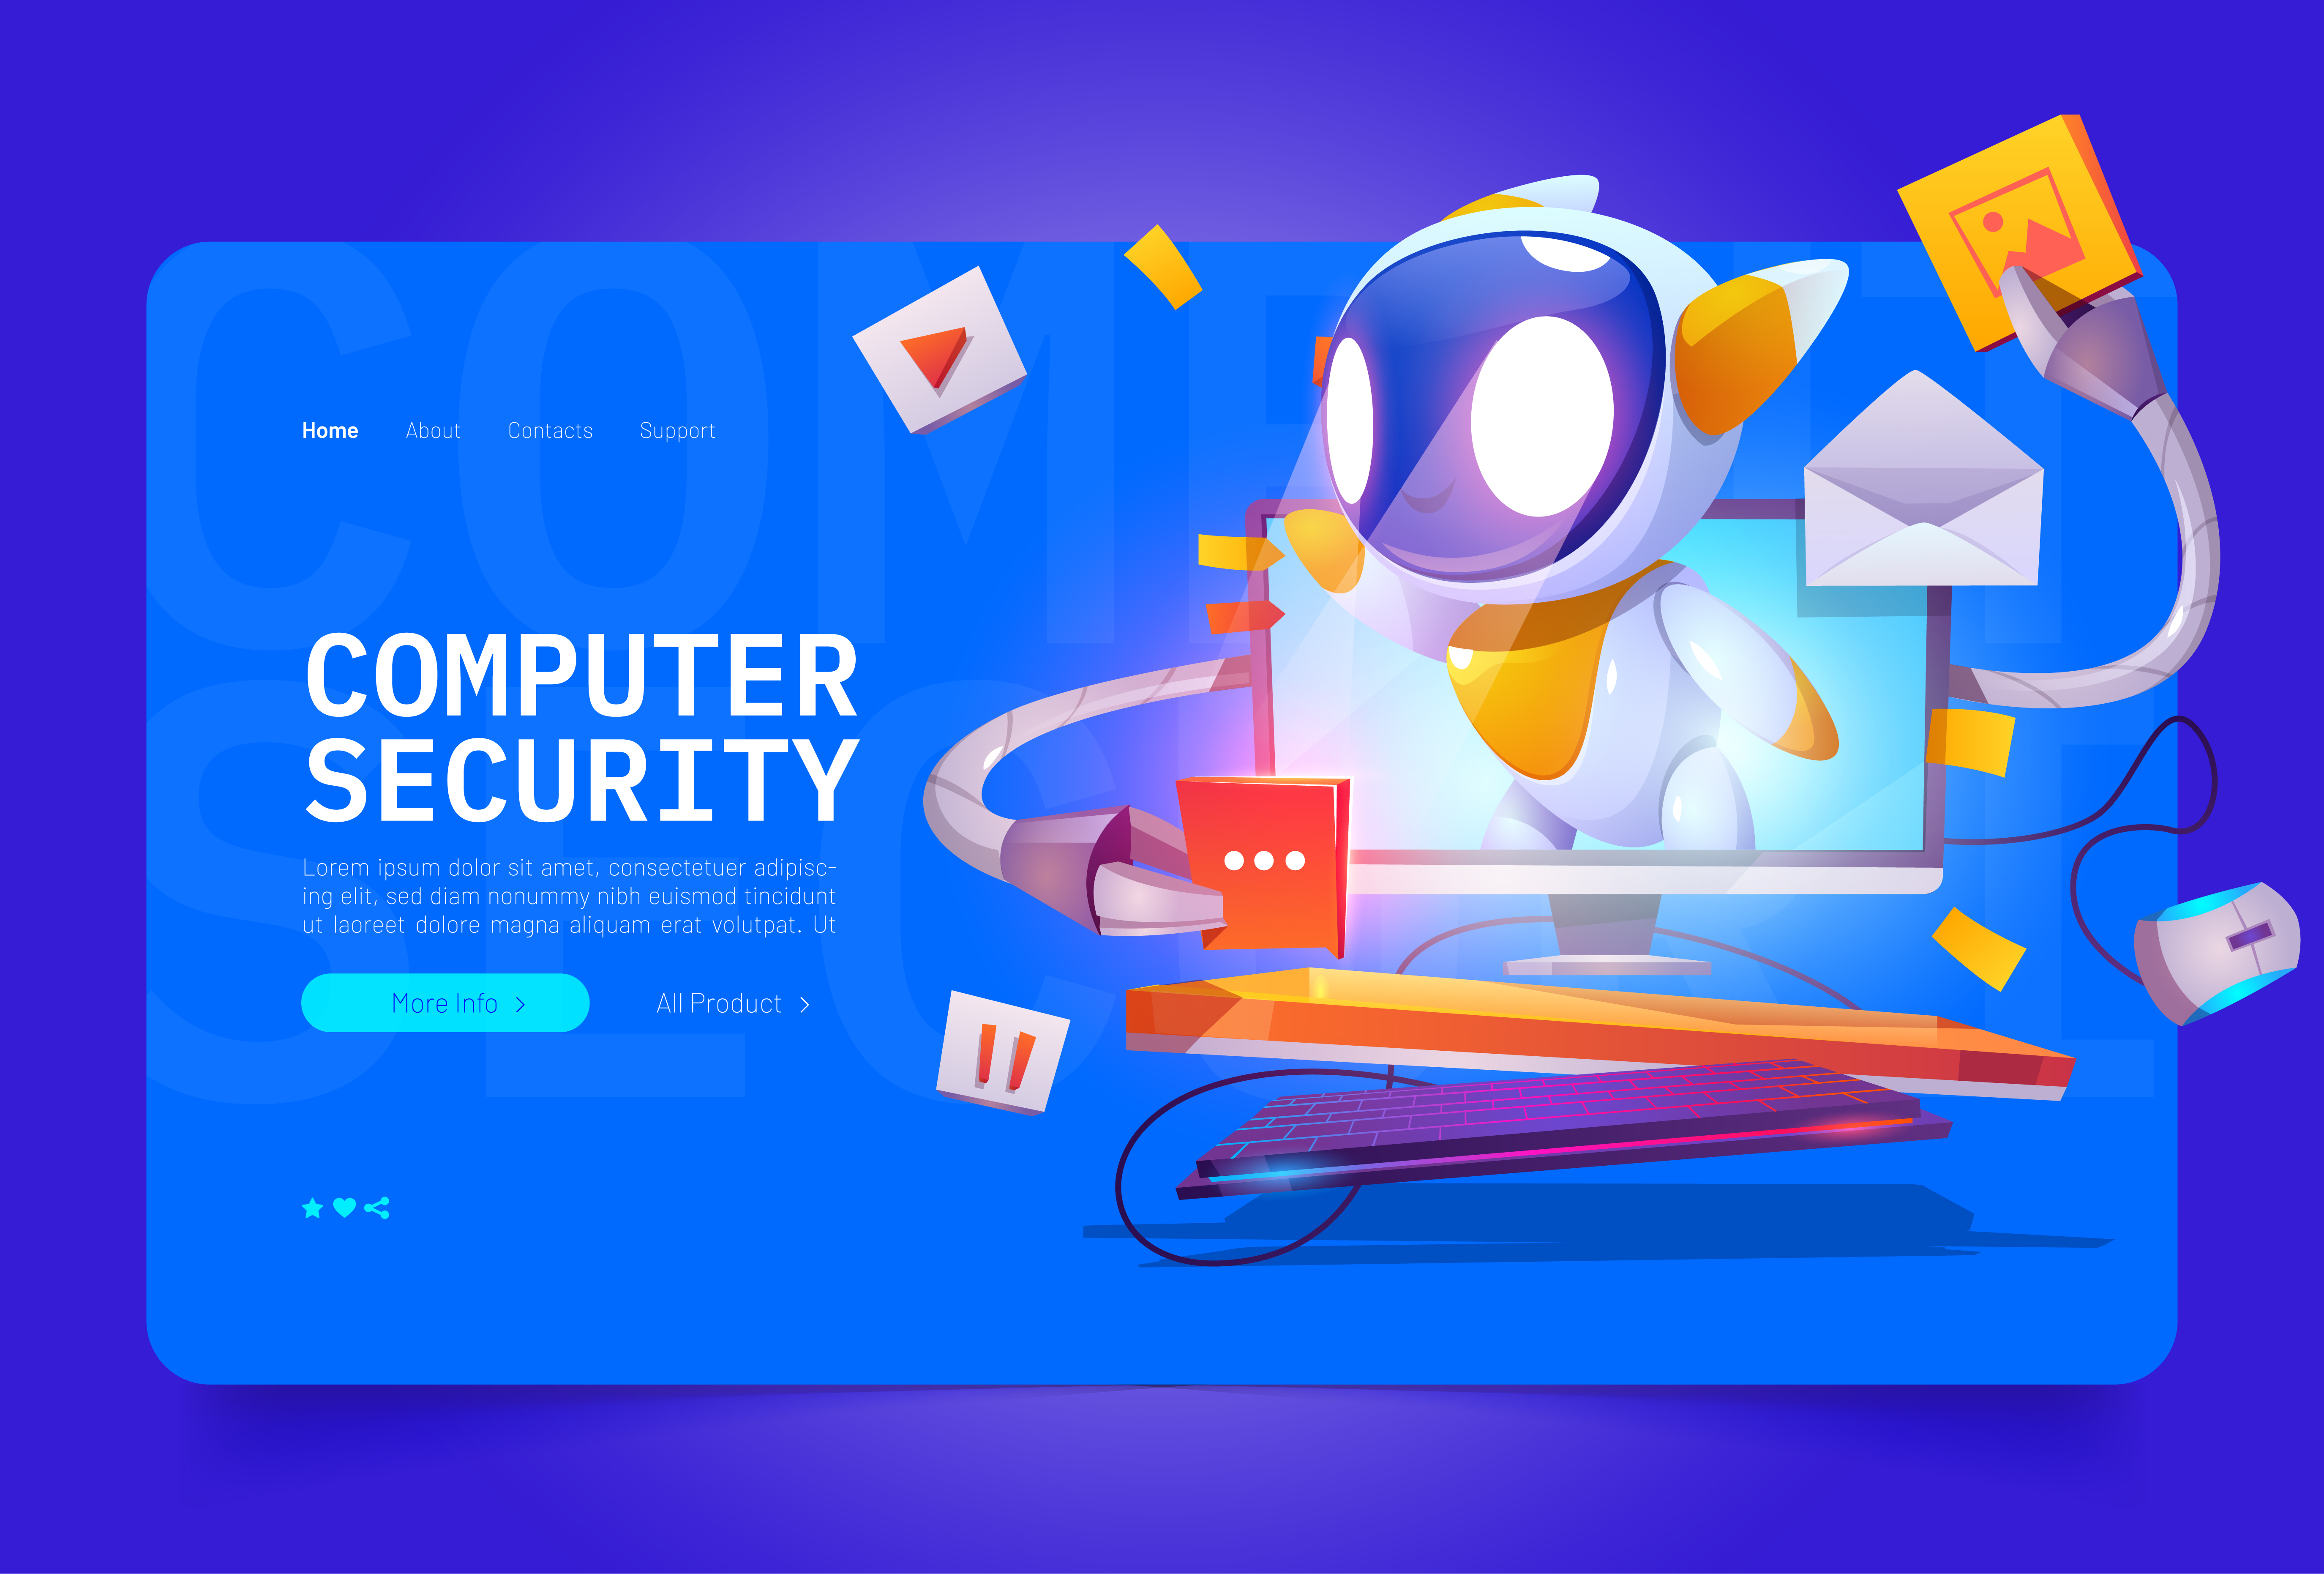 Home About Contacts Support
COMPUTER
SECURITY
Lorem ipsum dolor sit amet, consectetuer adipisc-
ing elit, sed diam nonummy nibh euismod tincidunt
ut laoreet dolore magna aliquam erat volutpat. Ut
More Info > All Product >